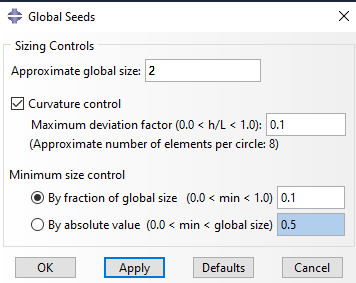 Global Seeds
Sizing Controls
Approximate global size: 2
Curvature control
Maximum deviation factor (0.0 < h/L < 1.0): 0.1
(Approximate number of elements per circle: 8)
Minimum size control
By fraction of global size (0.0 < min < 1.0) 0.1
By absolute value (0.0 < min < global size) 0.5
OK Apply Defaults Cancel